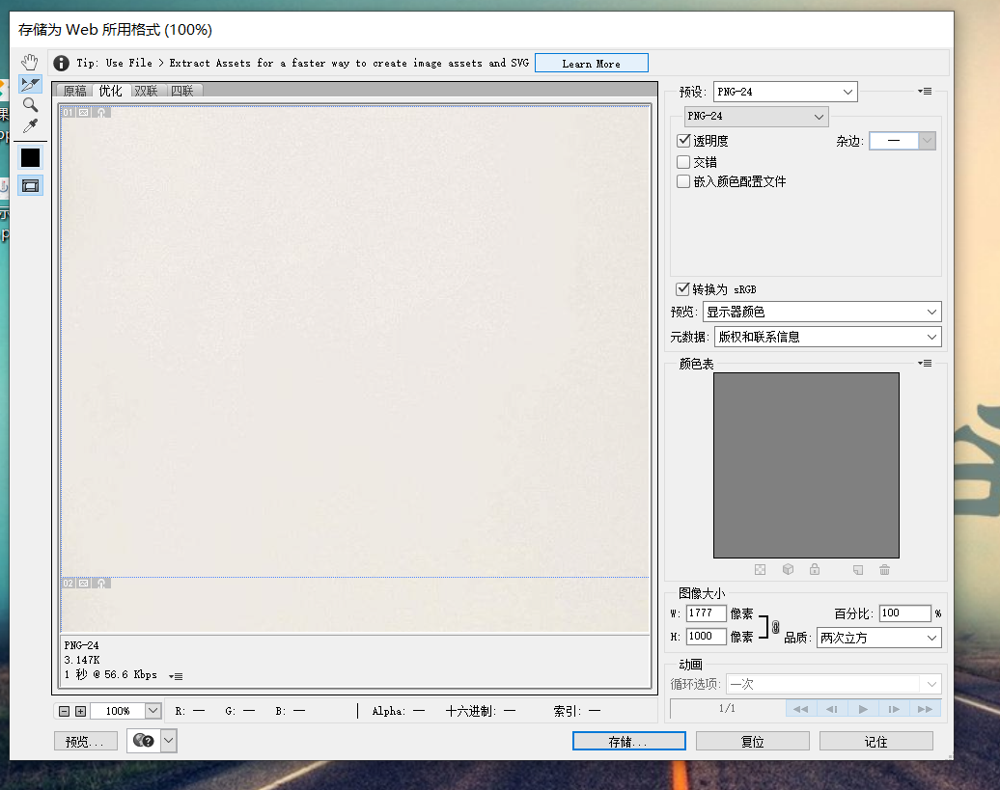 存储为 Web 所用格式 (100%)
Tip: Use File > Extract Assets for a faster way to create image assets and SVG
Learn More
原稿 优化 双联 四联
01
02
PNG-24
3.147K
1 秒 @ 56.6 Kbps
100%
R: — G: — B: — Alpha: — 十六进制: — 索引: —
预览...
存储... 复位 记住
预设: PNG-24
PNG-24
透明度 杂边: —
交错
嵌入颜色配置文件
转换为 sRGB
预览: 显示器颜色
元数据: 版权和联系信息
颜色表
图像大小
W: 1777 像素 百分比: 100 %
H: 1000 像素 品质: 两次立方
动画
循环选项: 一次
1/1